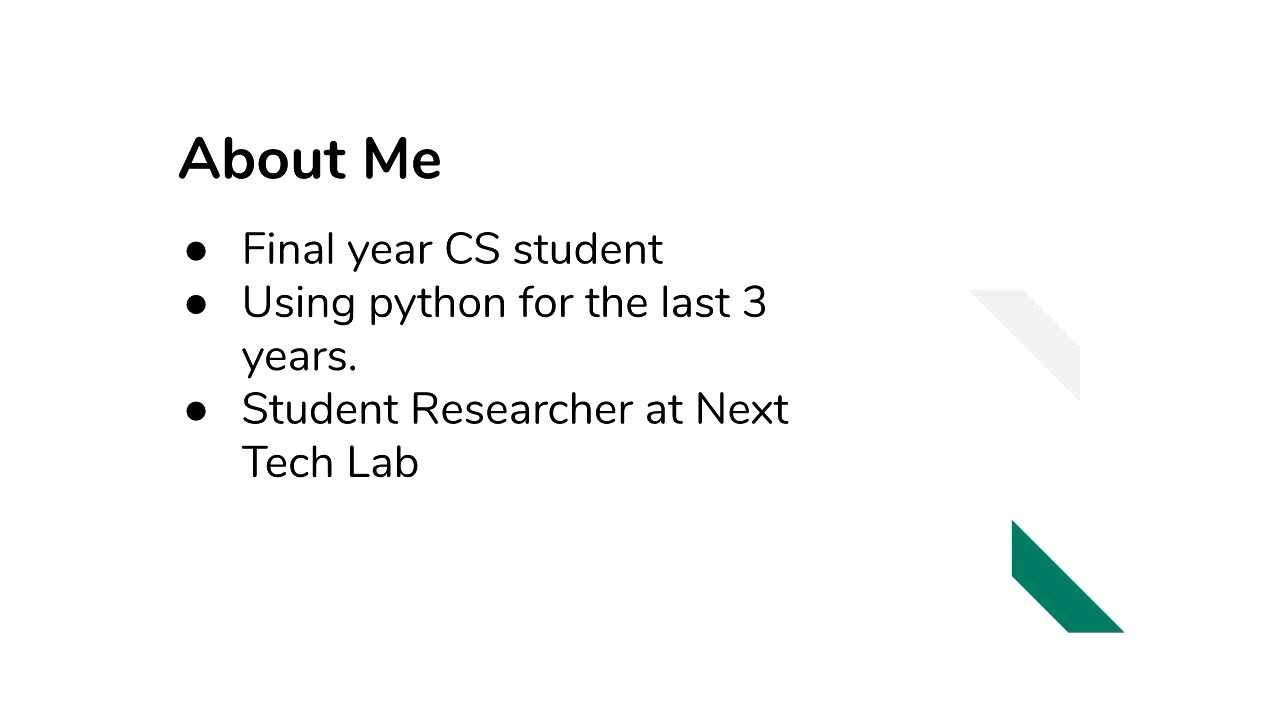 About Me
● Final year CS student
● Using python for the last 3
years.
● Student Researcher at Next
Tech Lab